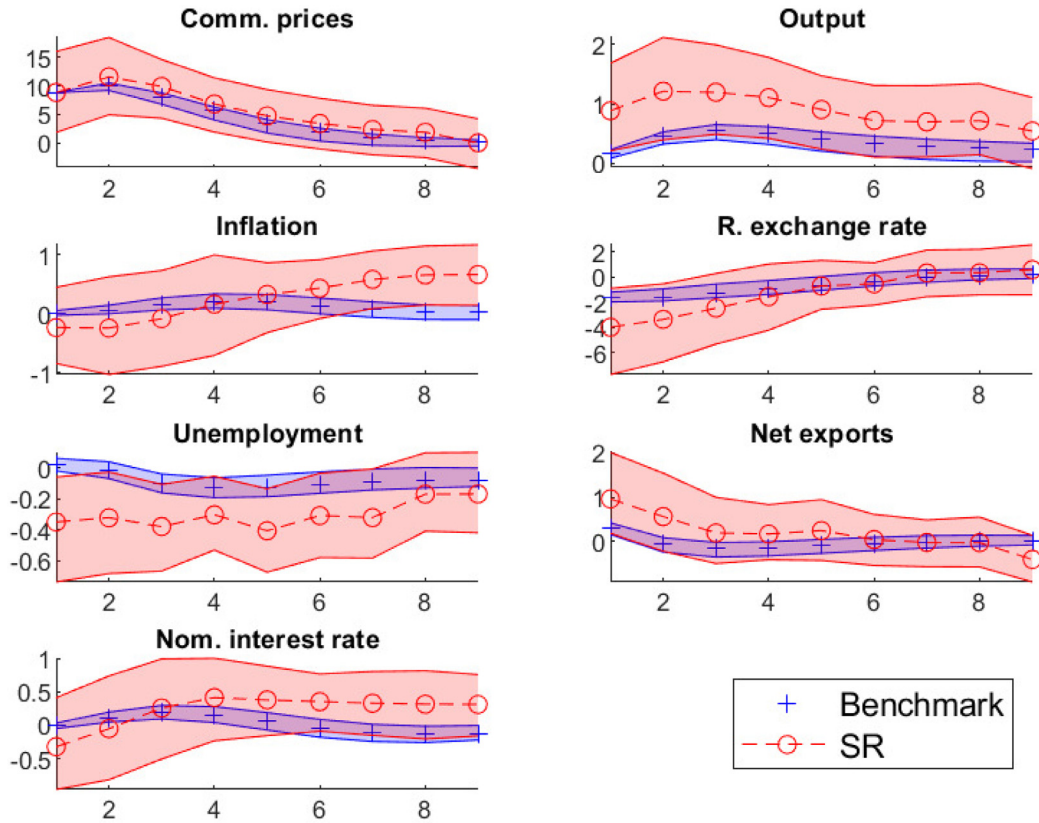 Comm. prices
15
10
5
0
2 4 6 8
Output
2
1
0
2 4 6 8
Inflation
1
0
-1
2 4 6 8
R. exchange rate
2
0
-2
-4
-6
2 4 6 8
Unemployment
0
-0.2
-0.4
-0.6
2 4 6 8
Net exports
2
1
0
2 4 6 8
Nom. interest rate
1
0.5
0
-0.5
2 4 6 8
Benchmark
SR